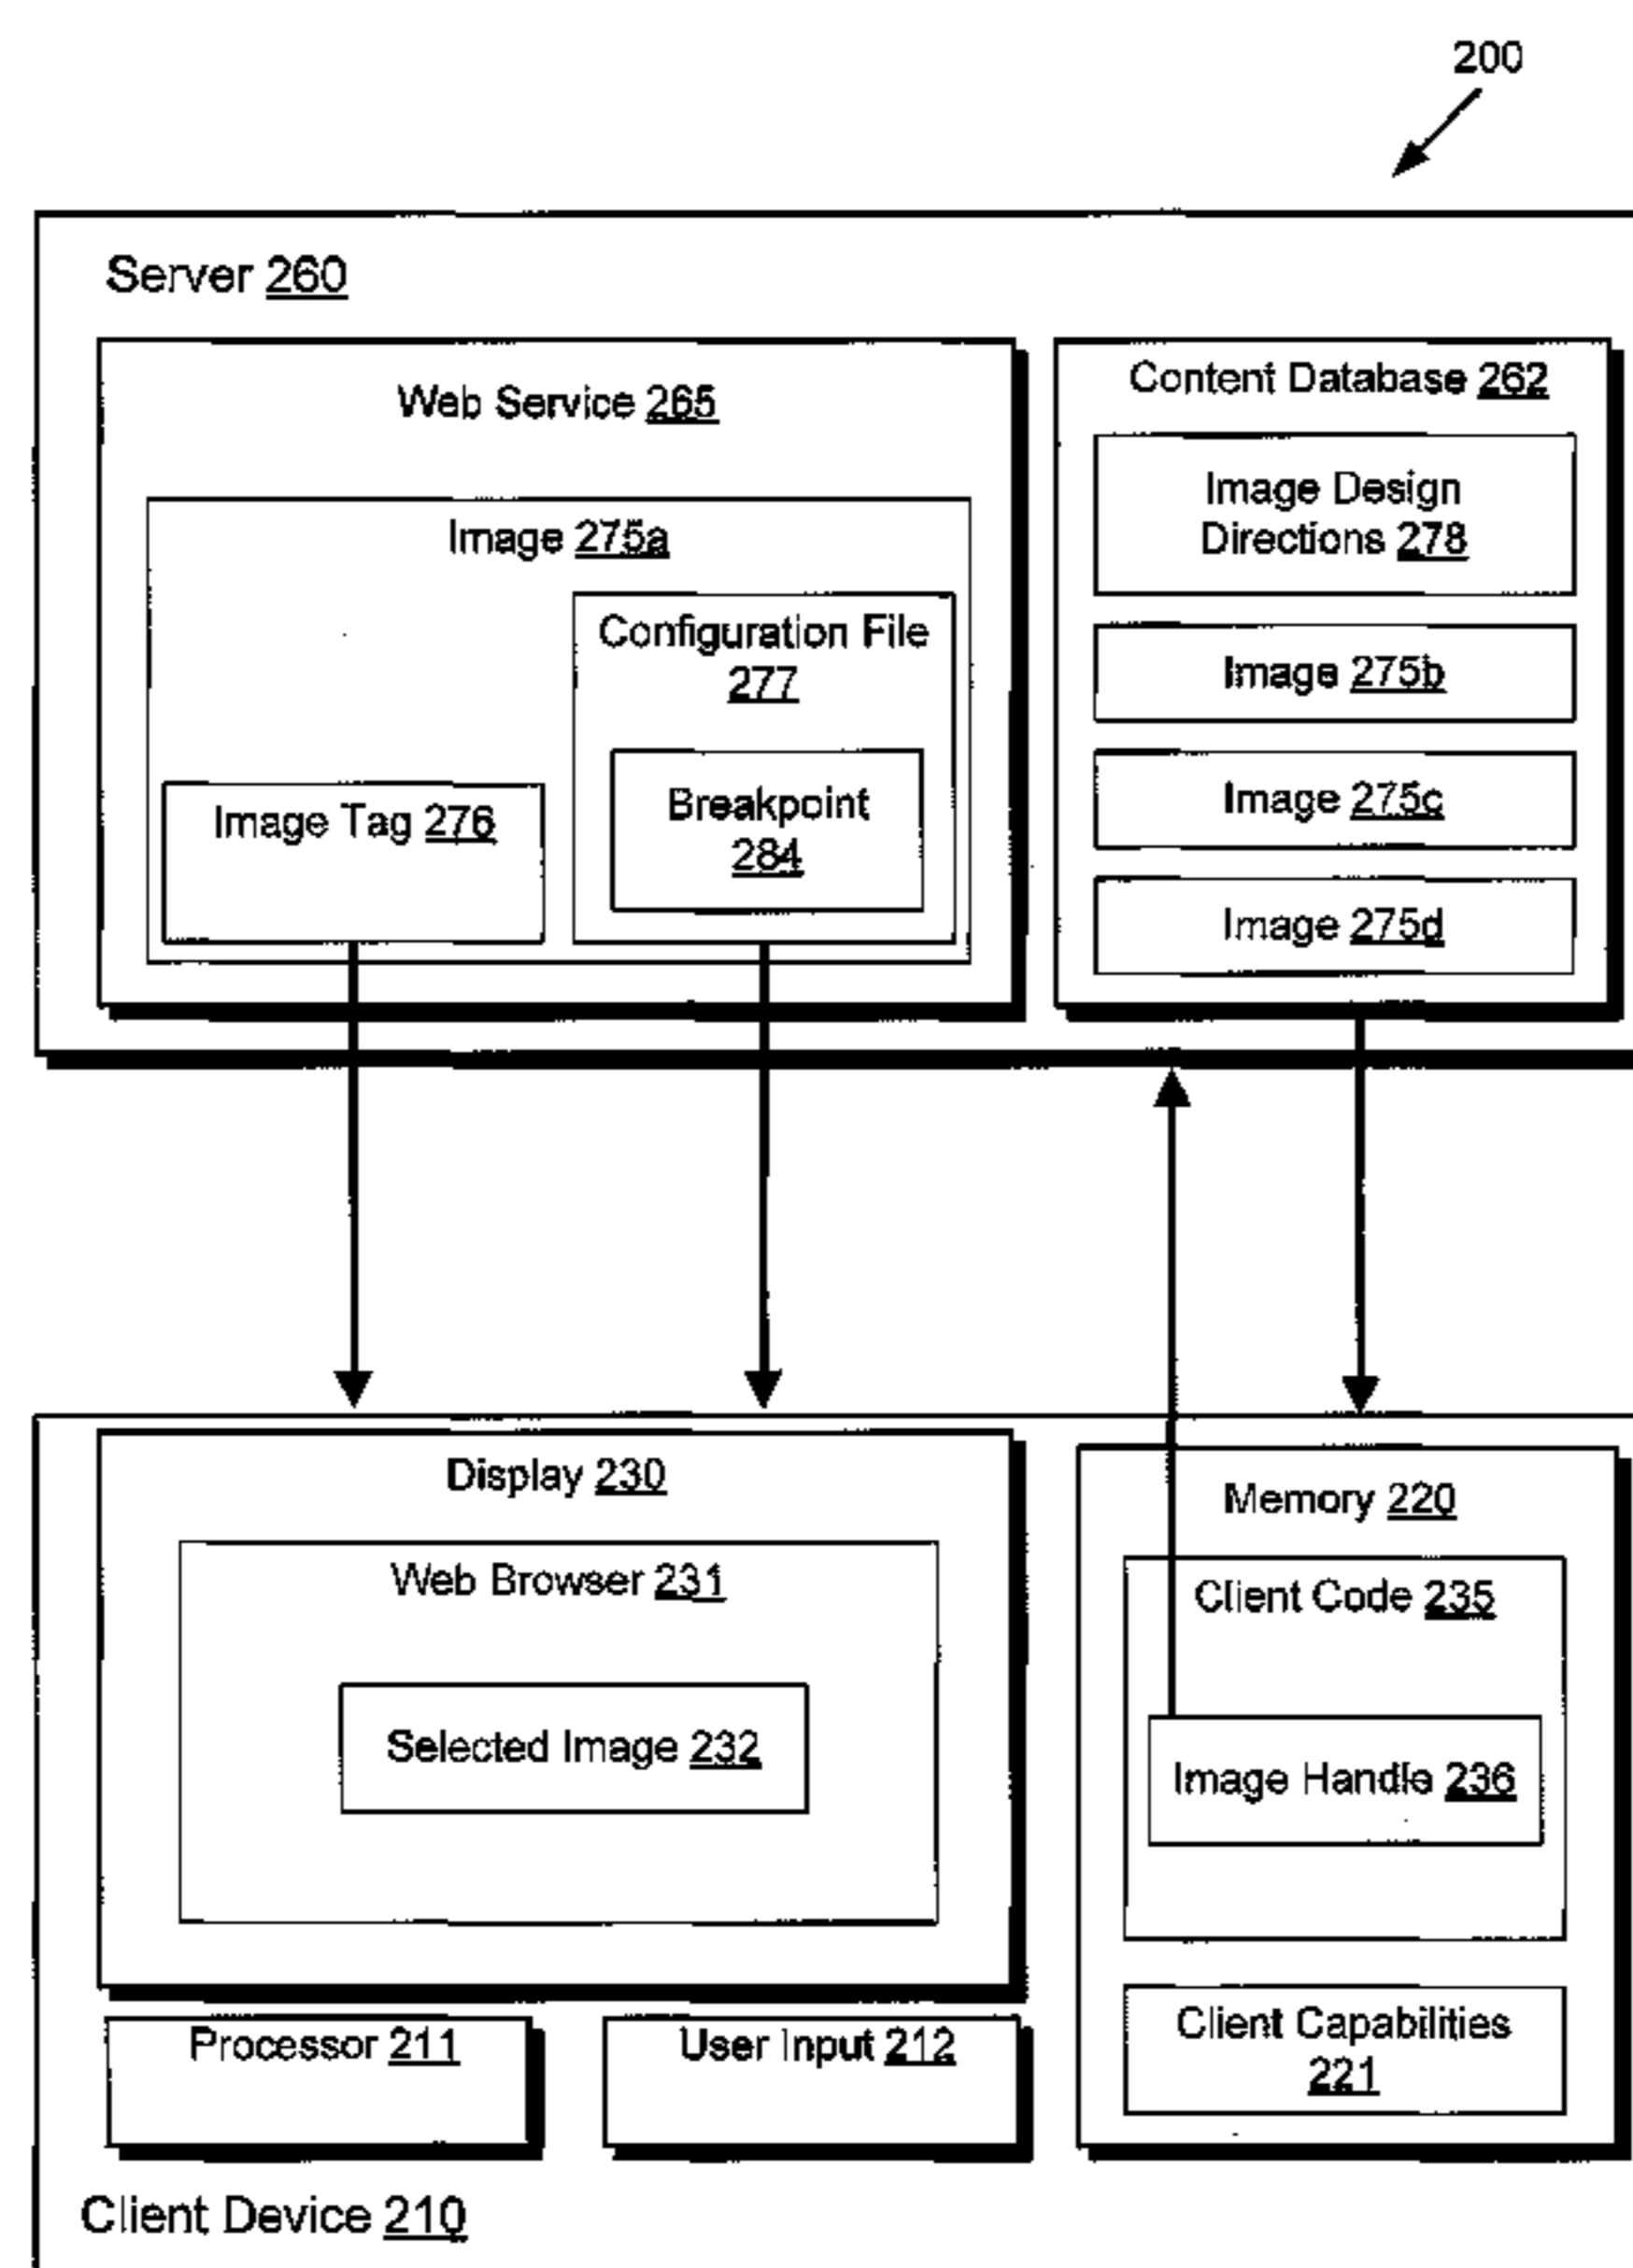 200
Server 260
Web Service 265
Image 275a
Configuration File
277
Breakpoint
284
Image Tag 276
Content Database 262
Image Design
Directions 278
Image 275b
Image 275c
Image 275d
Display 230
Web Browser 231
Selected Image 232
Memory 220
Client Code 235
Image Handle 236
Client Capabilities
221
Processor 211
User Input 212
Client Device 210